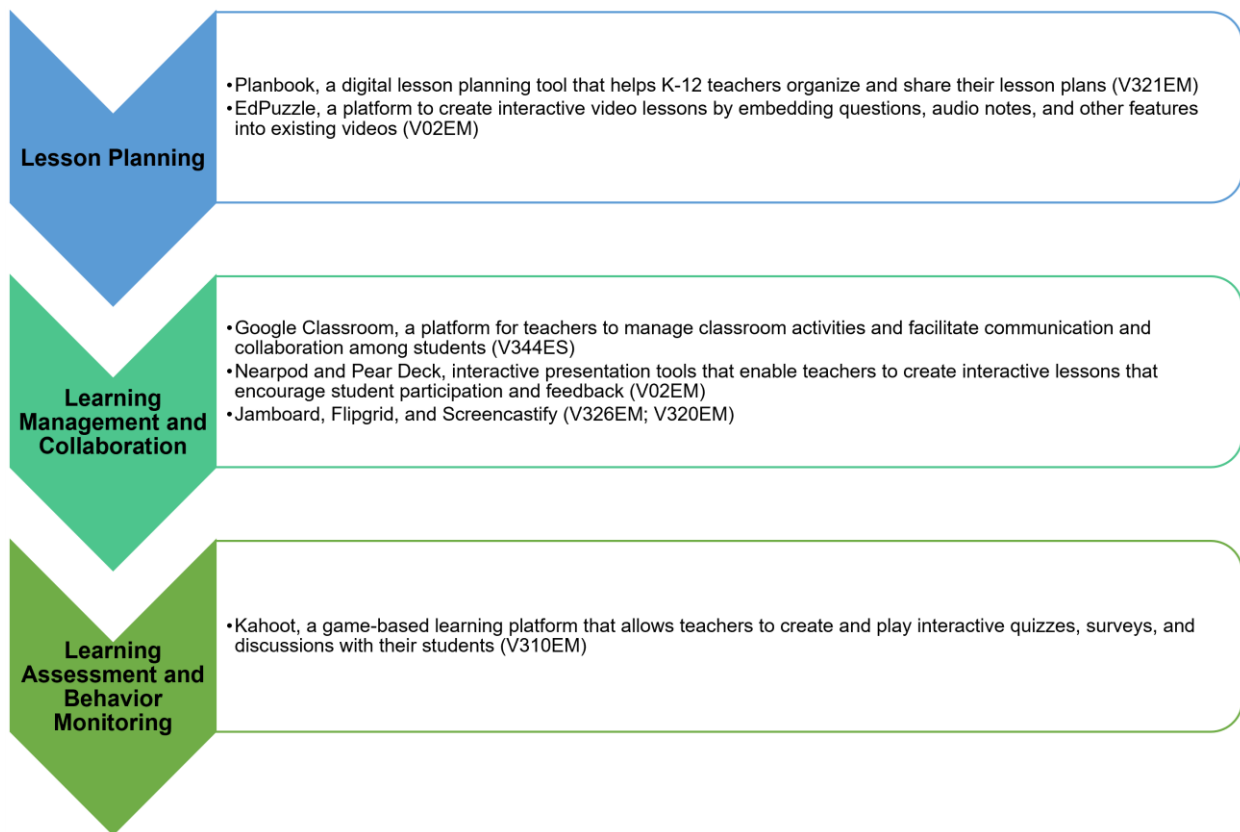 Lesson Planning
•Planbook, a digital lesson planning tool that helps K-12 teachers organize and share their lesson plans (V321EM)
•EdPuzzle, a platform to create interactive video lessons by embedding questions, audio notes, and other features
into existing videos (V02EM)
Learning
Management and
Collaboration
•Google Classroom, a platform for teachers to manage classroom activities and facilitate communication and
collaboration among students (V344ES)
•Nearpod and Pear Deck, interactive presentation tools that enable teachers to create interactive lessons that
encourage student participation and feedback (V02EM)
•Jamboard, Flipgrid, and Screencastify (V326EM; V320EM)
Learning
Assessment and
Behavior
Monitoring
•Kahoot, a game-based learning platform that allows teachers to create and play interactive quizzes, surveys, and
discussions with their students (V310EM)